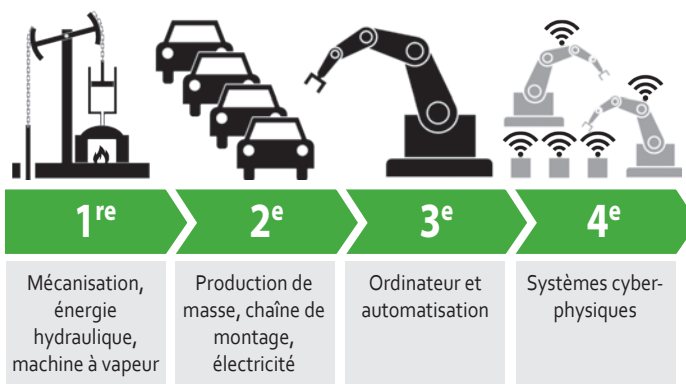 1re
2e
3e
4e
Mécanisation,
énergie
hydraulique,
machine à vapeur
Production de
masse, chaîne de
montage,
électricité
Ordinateur et
automatisation
Systèmes cyber-
physiques